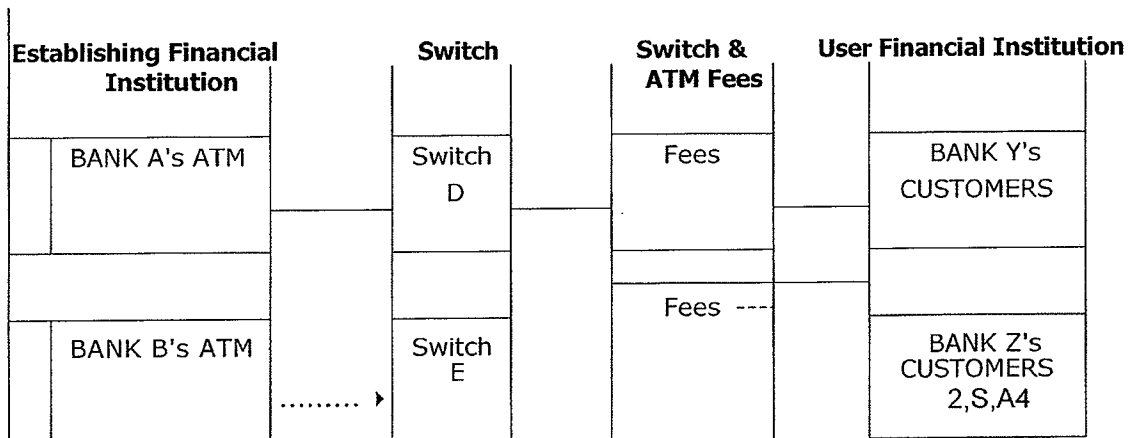 Establishing Financial
Institution
Switch
Switch &
ATM Fees
User Financial Institution
BANK A's ATM
Switch
D
Fees
BANK Y's
CUSTOMERS
Fees
BANK B's ATM
Switch
E
BANK Z's
CUSTOMERS
2,S,A4